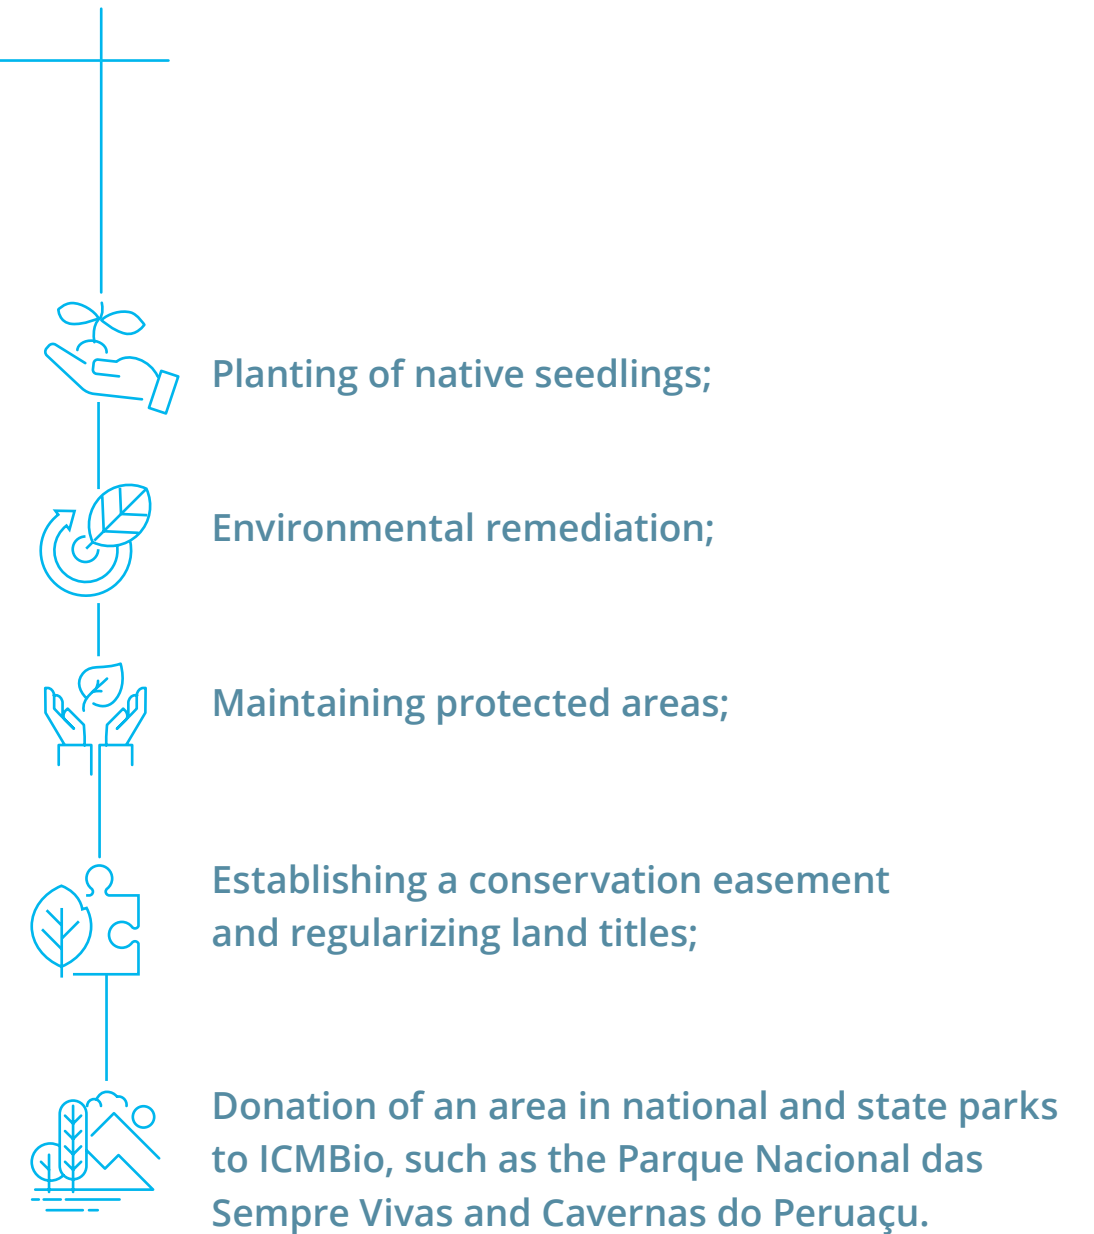 Planting of native seedlings;
Environmental remediation;
Maintaining protected areas;
Establishing a conservation easement
and regularizing land titles;
Donation of an area in national and state parks
to ICMBio, such as the Parque Nacional das
Sempre Vivas and Cavernas do Peruaçu.